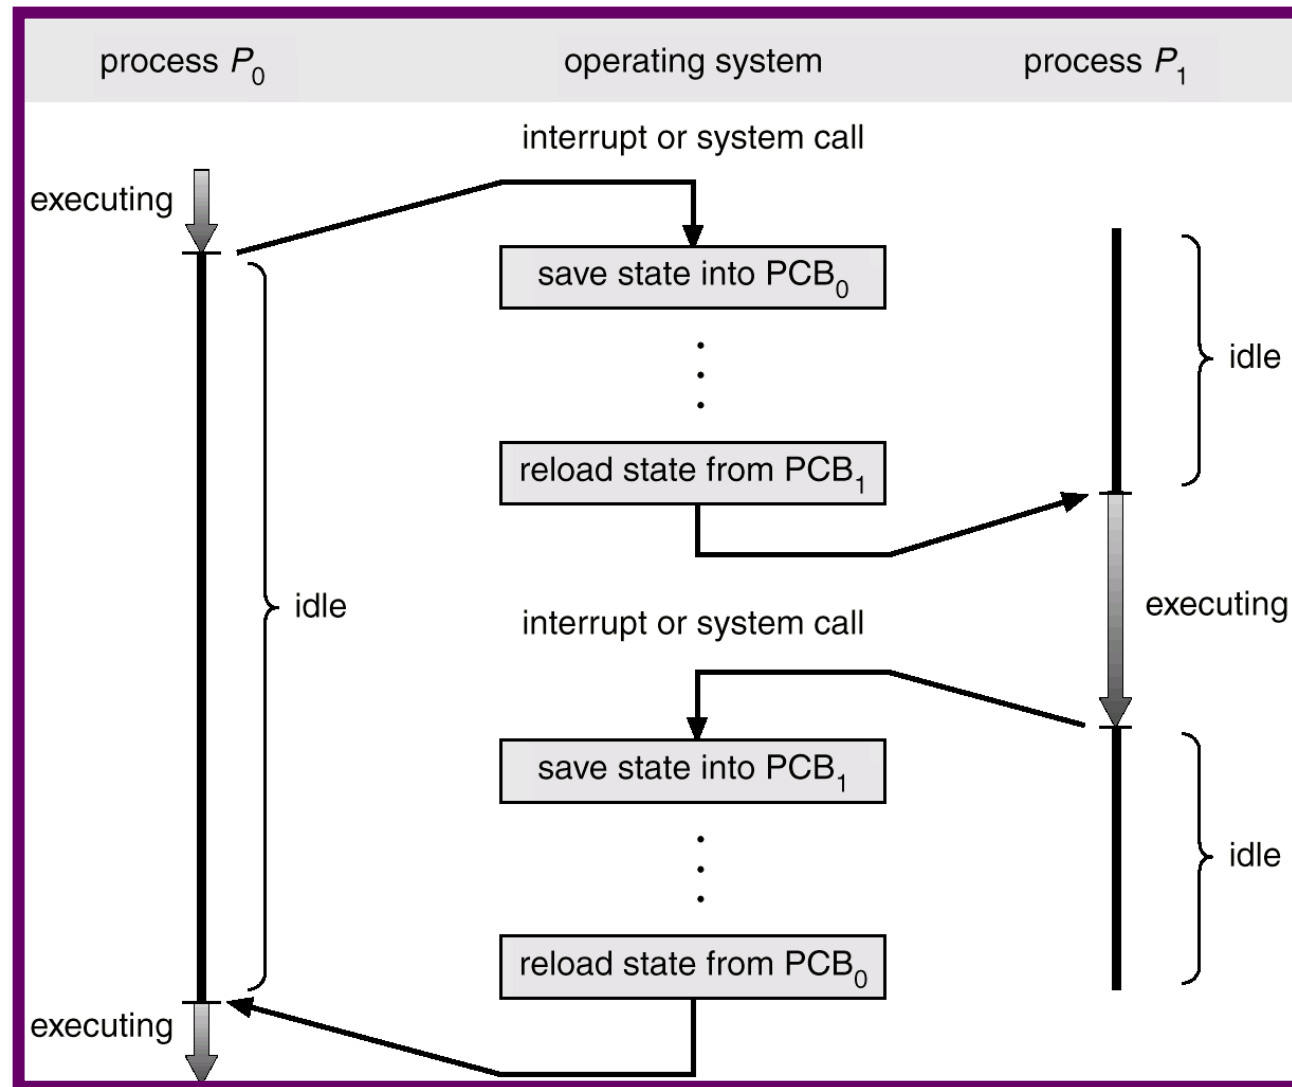 process P₀
operating system
process P₁
interrupt or system call
executing
save state into PCB₀
idle
reload state from PCB₁
idle
executing
interrupt or system call
save state into PCB₁
idle
reload state from PCB₀
executing